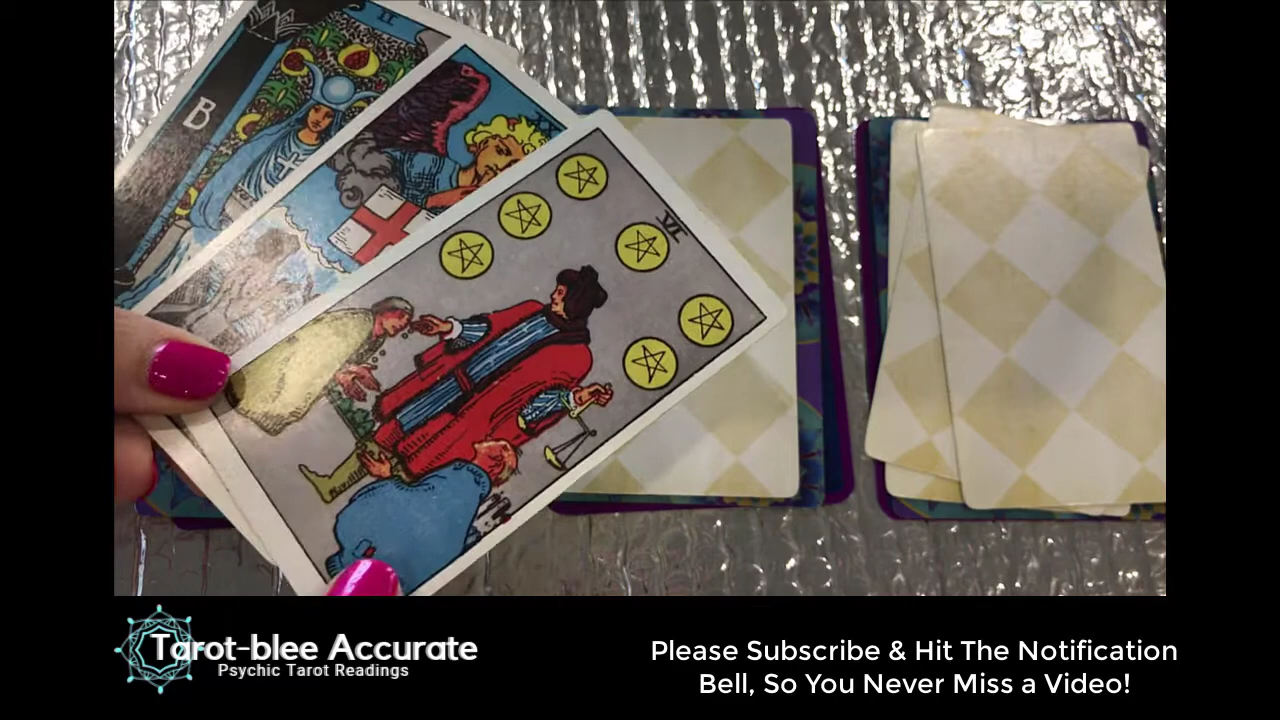 II
B
VI
Tarot-blee Accurate
Psychic Tarot Readings
Please Subscribe & Hit The Notification
Bell, So You Never Miss a Video!